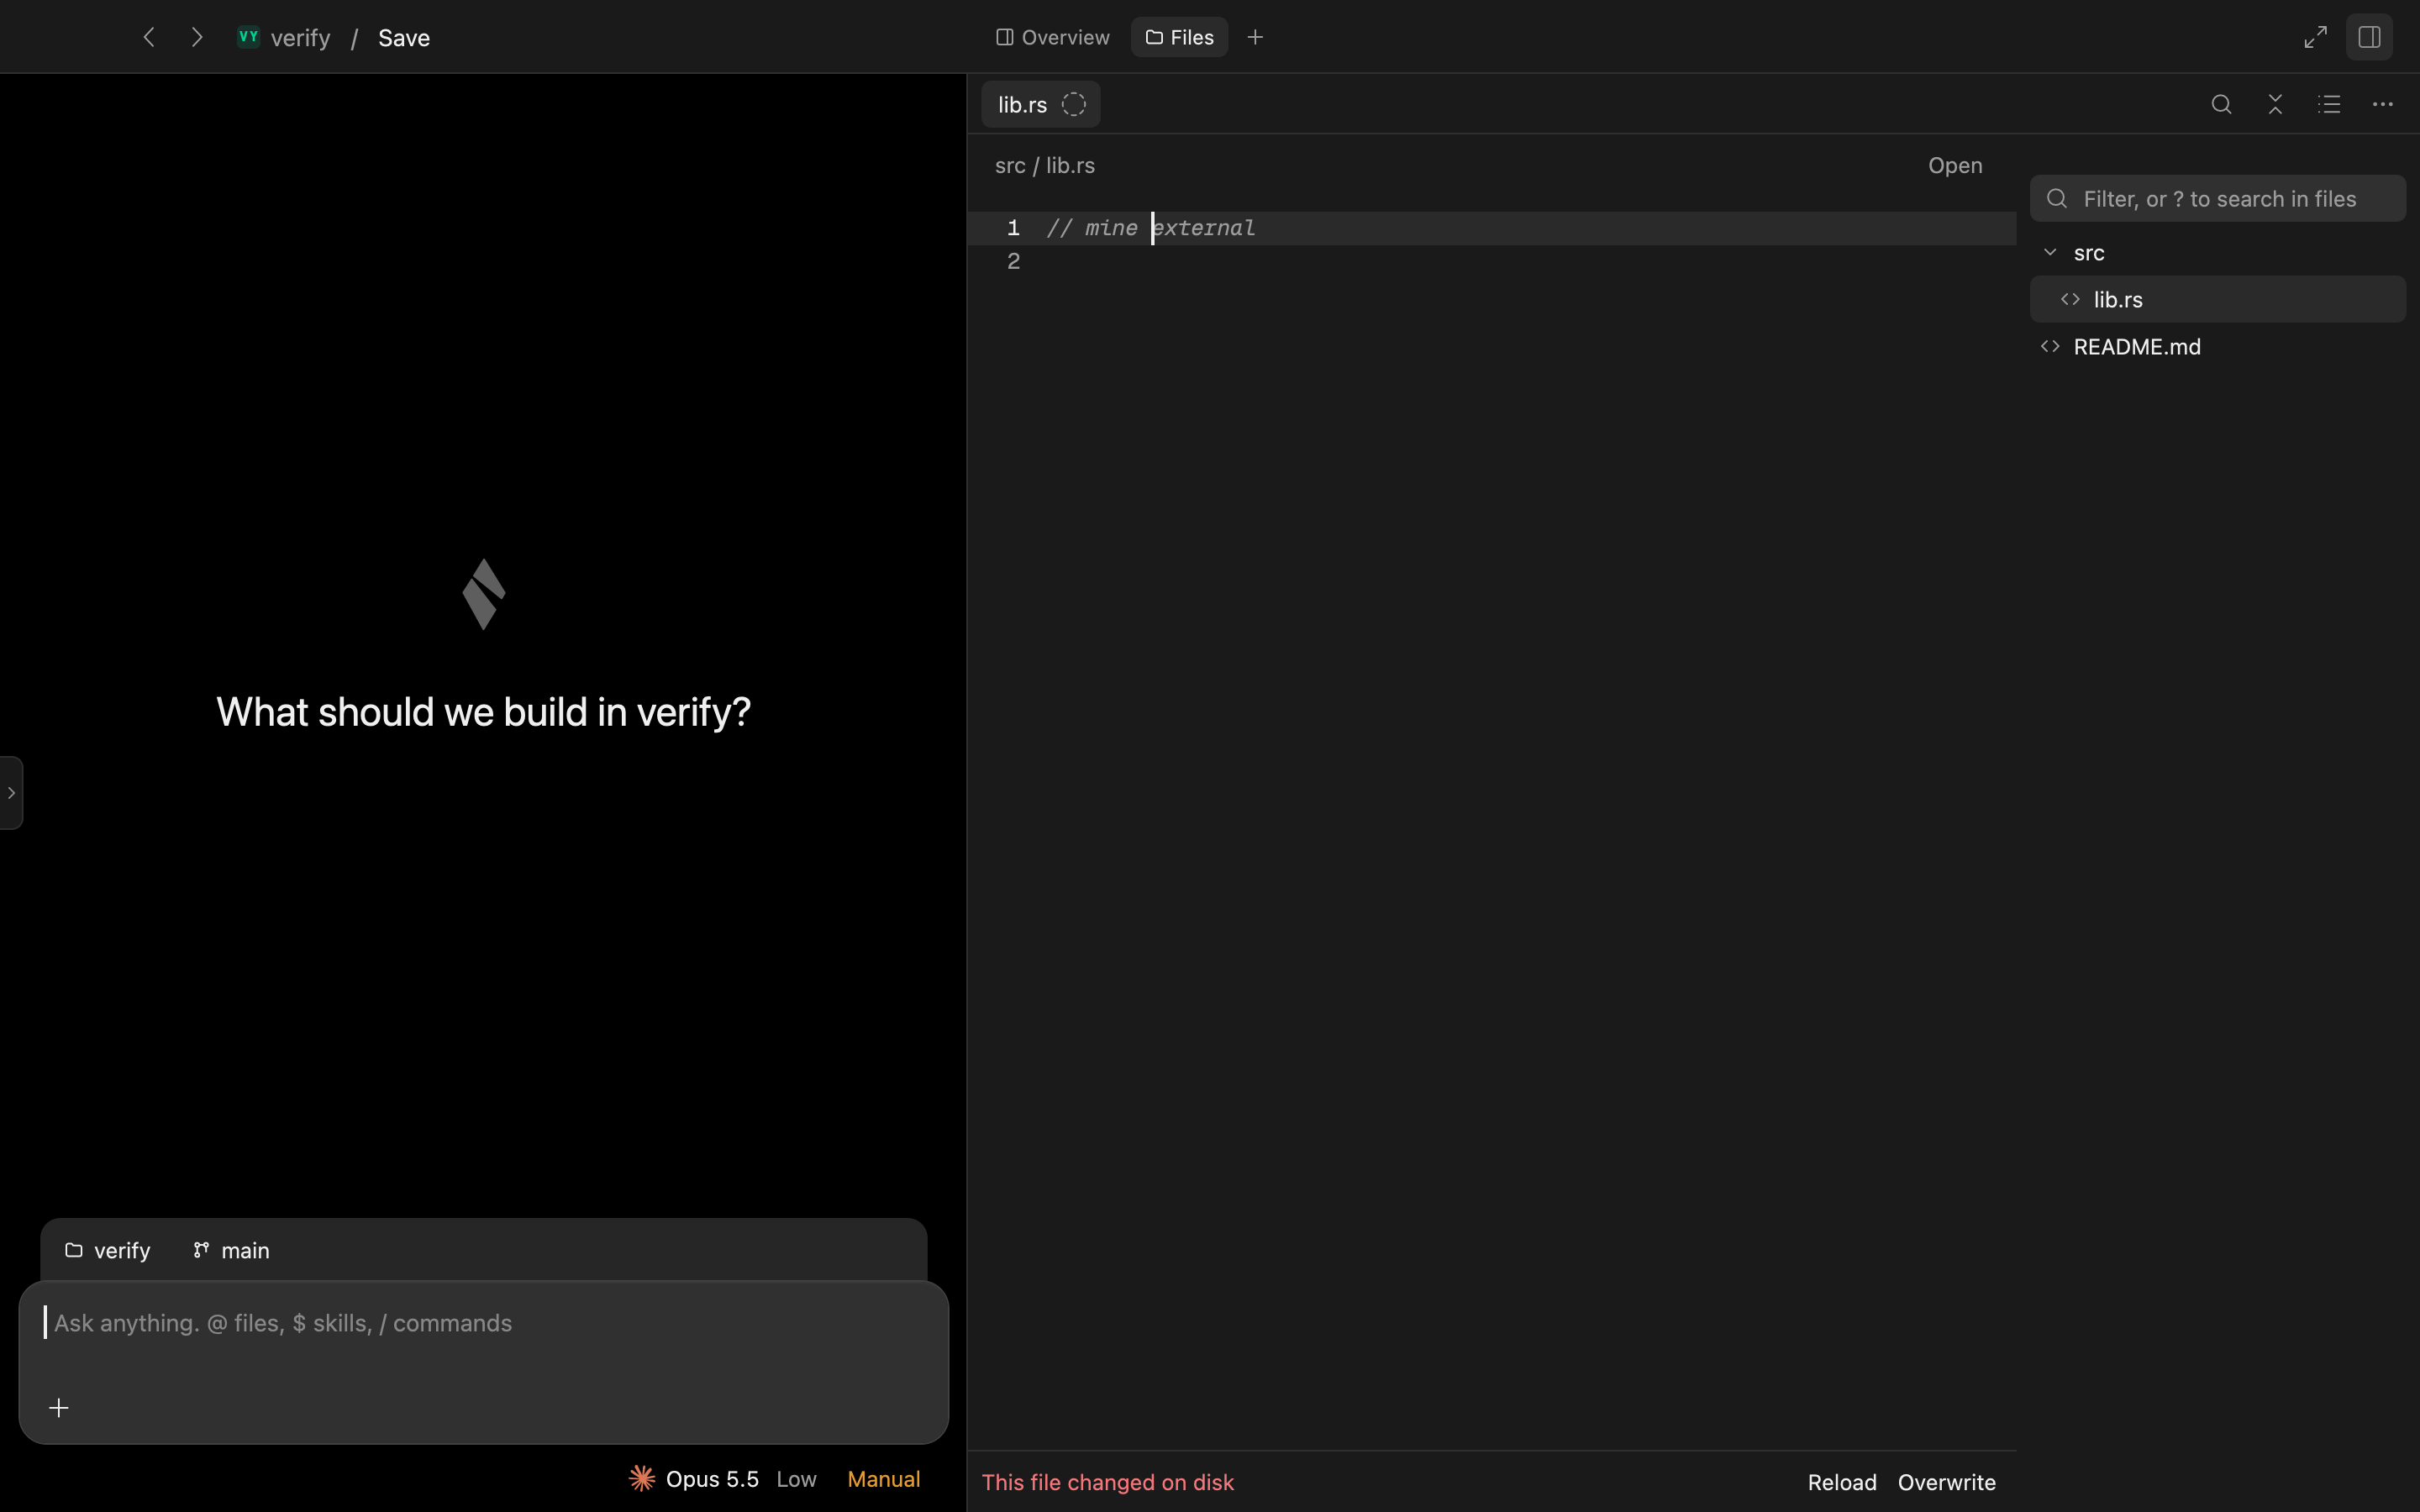 VY verify / Save
Overview
Files
lib.rs
src / lib.rs
Open
1 // mine external
2
Filter, or ? to search in files
src
lib.rs
README.md
What should we build in verify?
verify
main
Ask anything. @ files, $ skills, / commands
Opus 5.5 Low Manual
This file changed on disk
Reload Overwrite